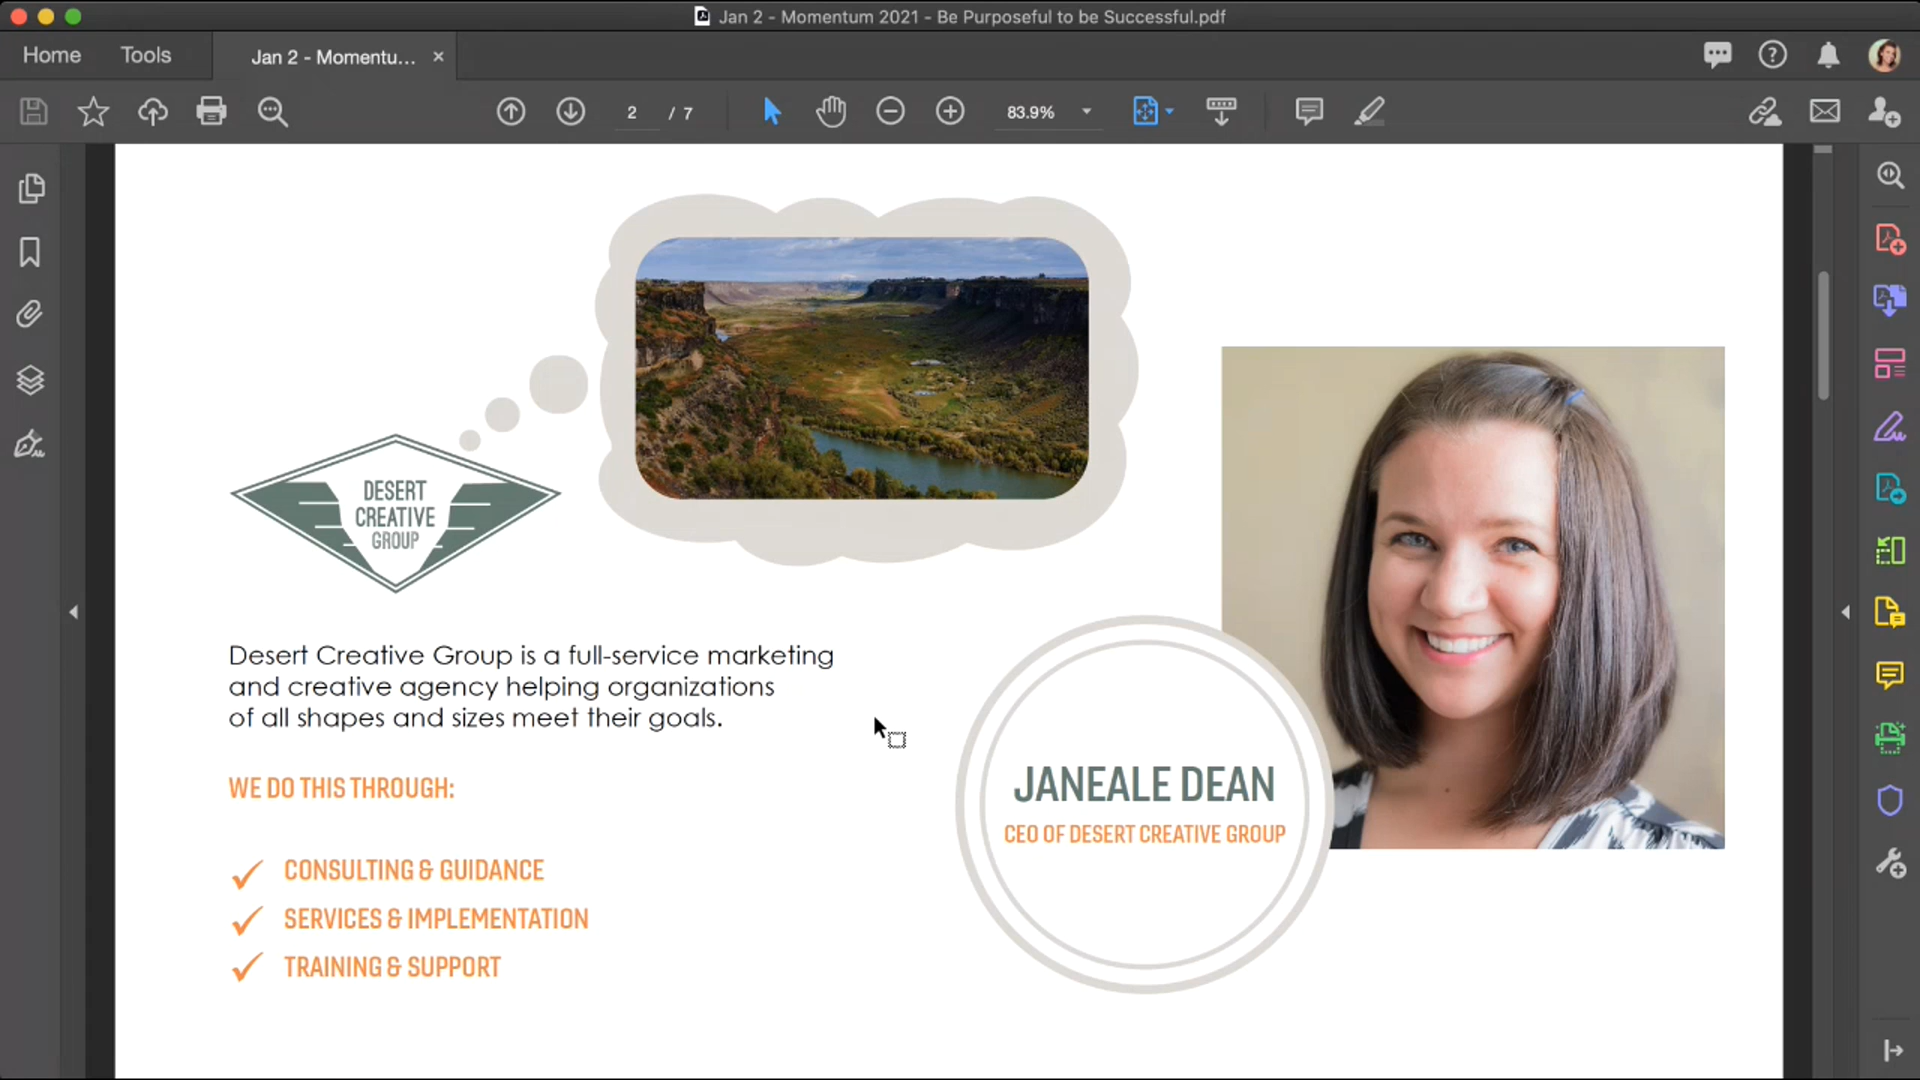 Jan 2 - Momentum 2021 - Be Purposeful to be Successful.pdf
Home
Tools
Jan 2 - Momentu...
2 / 7
83.9%
DESERT
CREATIVE
GROUP
Desert Creative Group is a full-service marketing
and creative agency helping organizations
of all shapes and sizes meet their goals.
WE DO THIS THROUGH:
CONSULTING & GUIDANCE
SERVICES & IMPLEMENTATION
TRAINING & SUPPORT
JANEALE DEAN
CEO OF DESERT CREATIVE GROUP